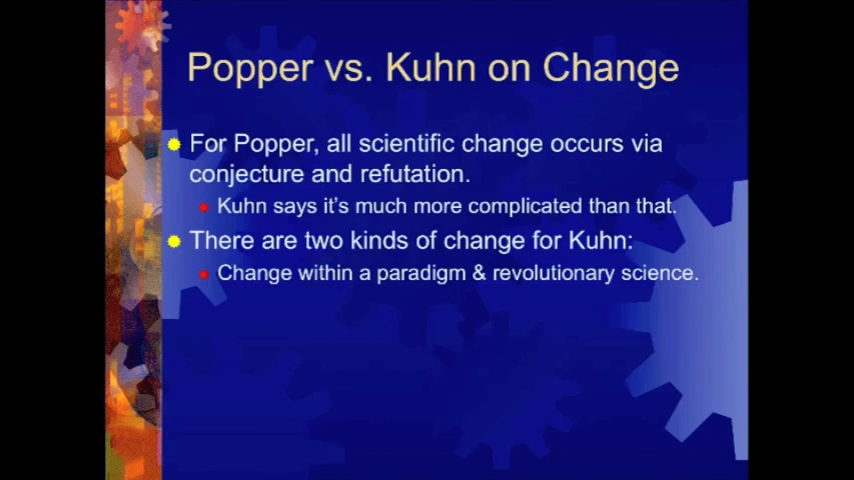 Popper vs. Kuhn on Change
For Popper, all scientific change occurs via
conjecture and refutation.
Kuhn says it's much more complicated than that.
There are two kinds of change for Kuhn:
Change within a paradigm & revolutionary science.